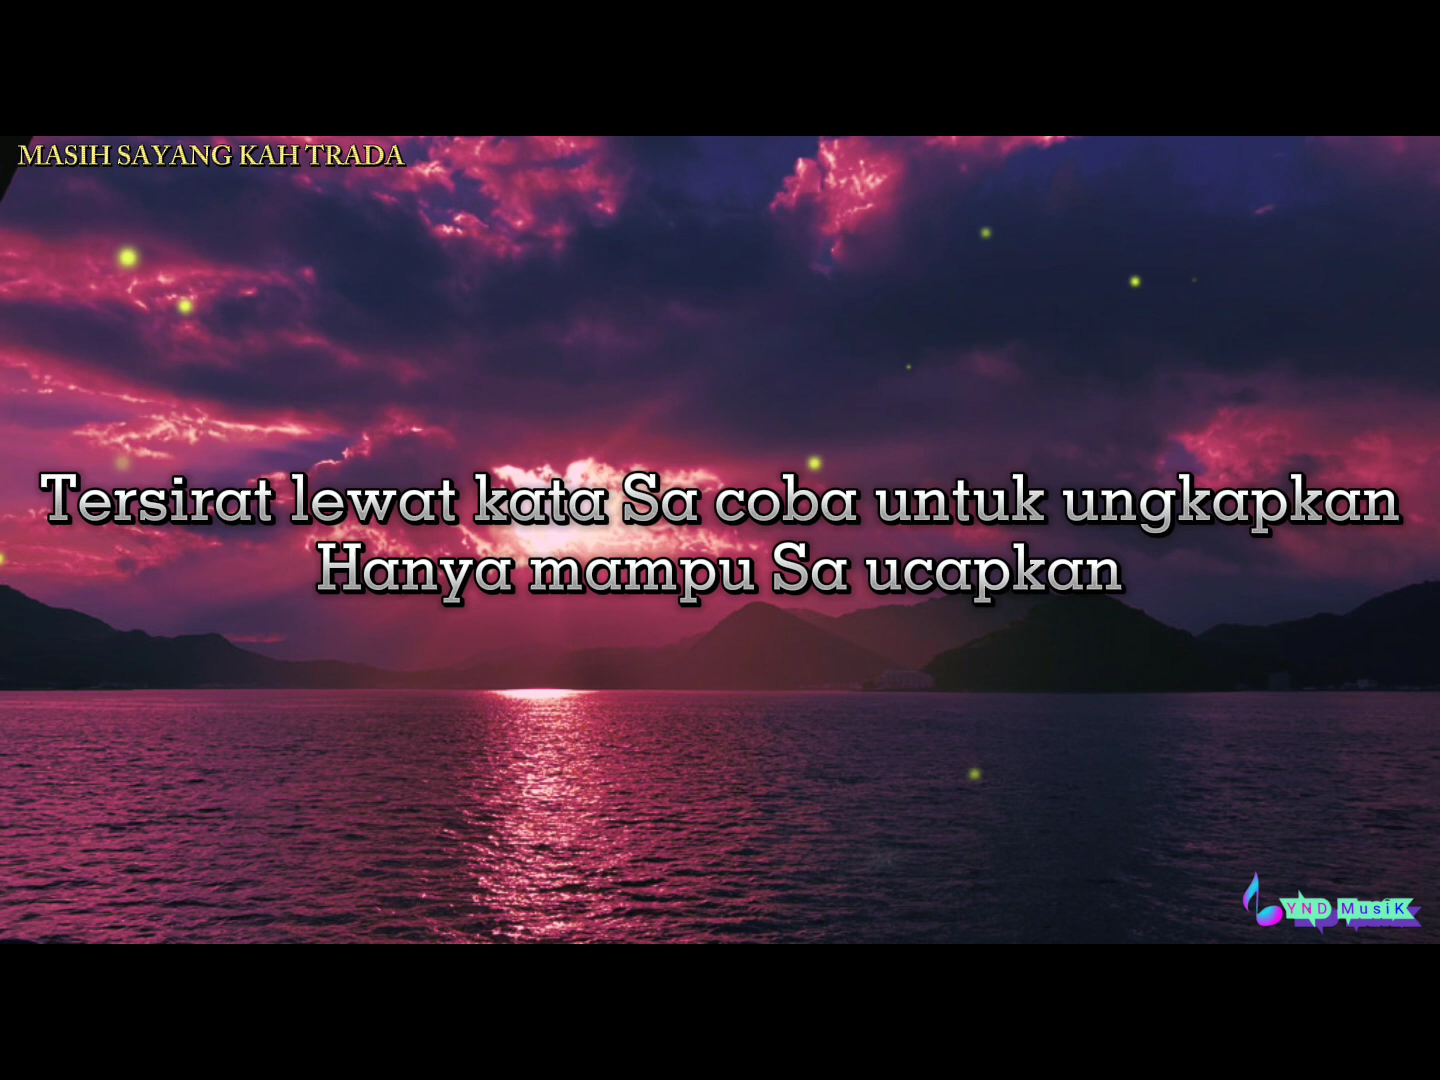 MASIH SAYANG KAH TRADA
Tersirat lewat kata Sa coba untuk ungkapkan
Hanya mampu Sa ucapkan
YND MusiK